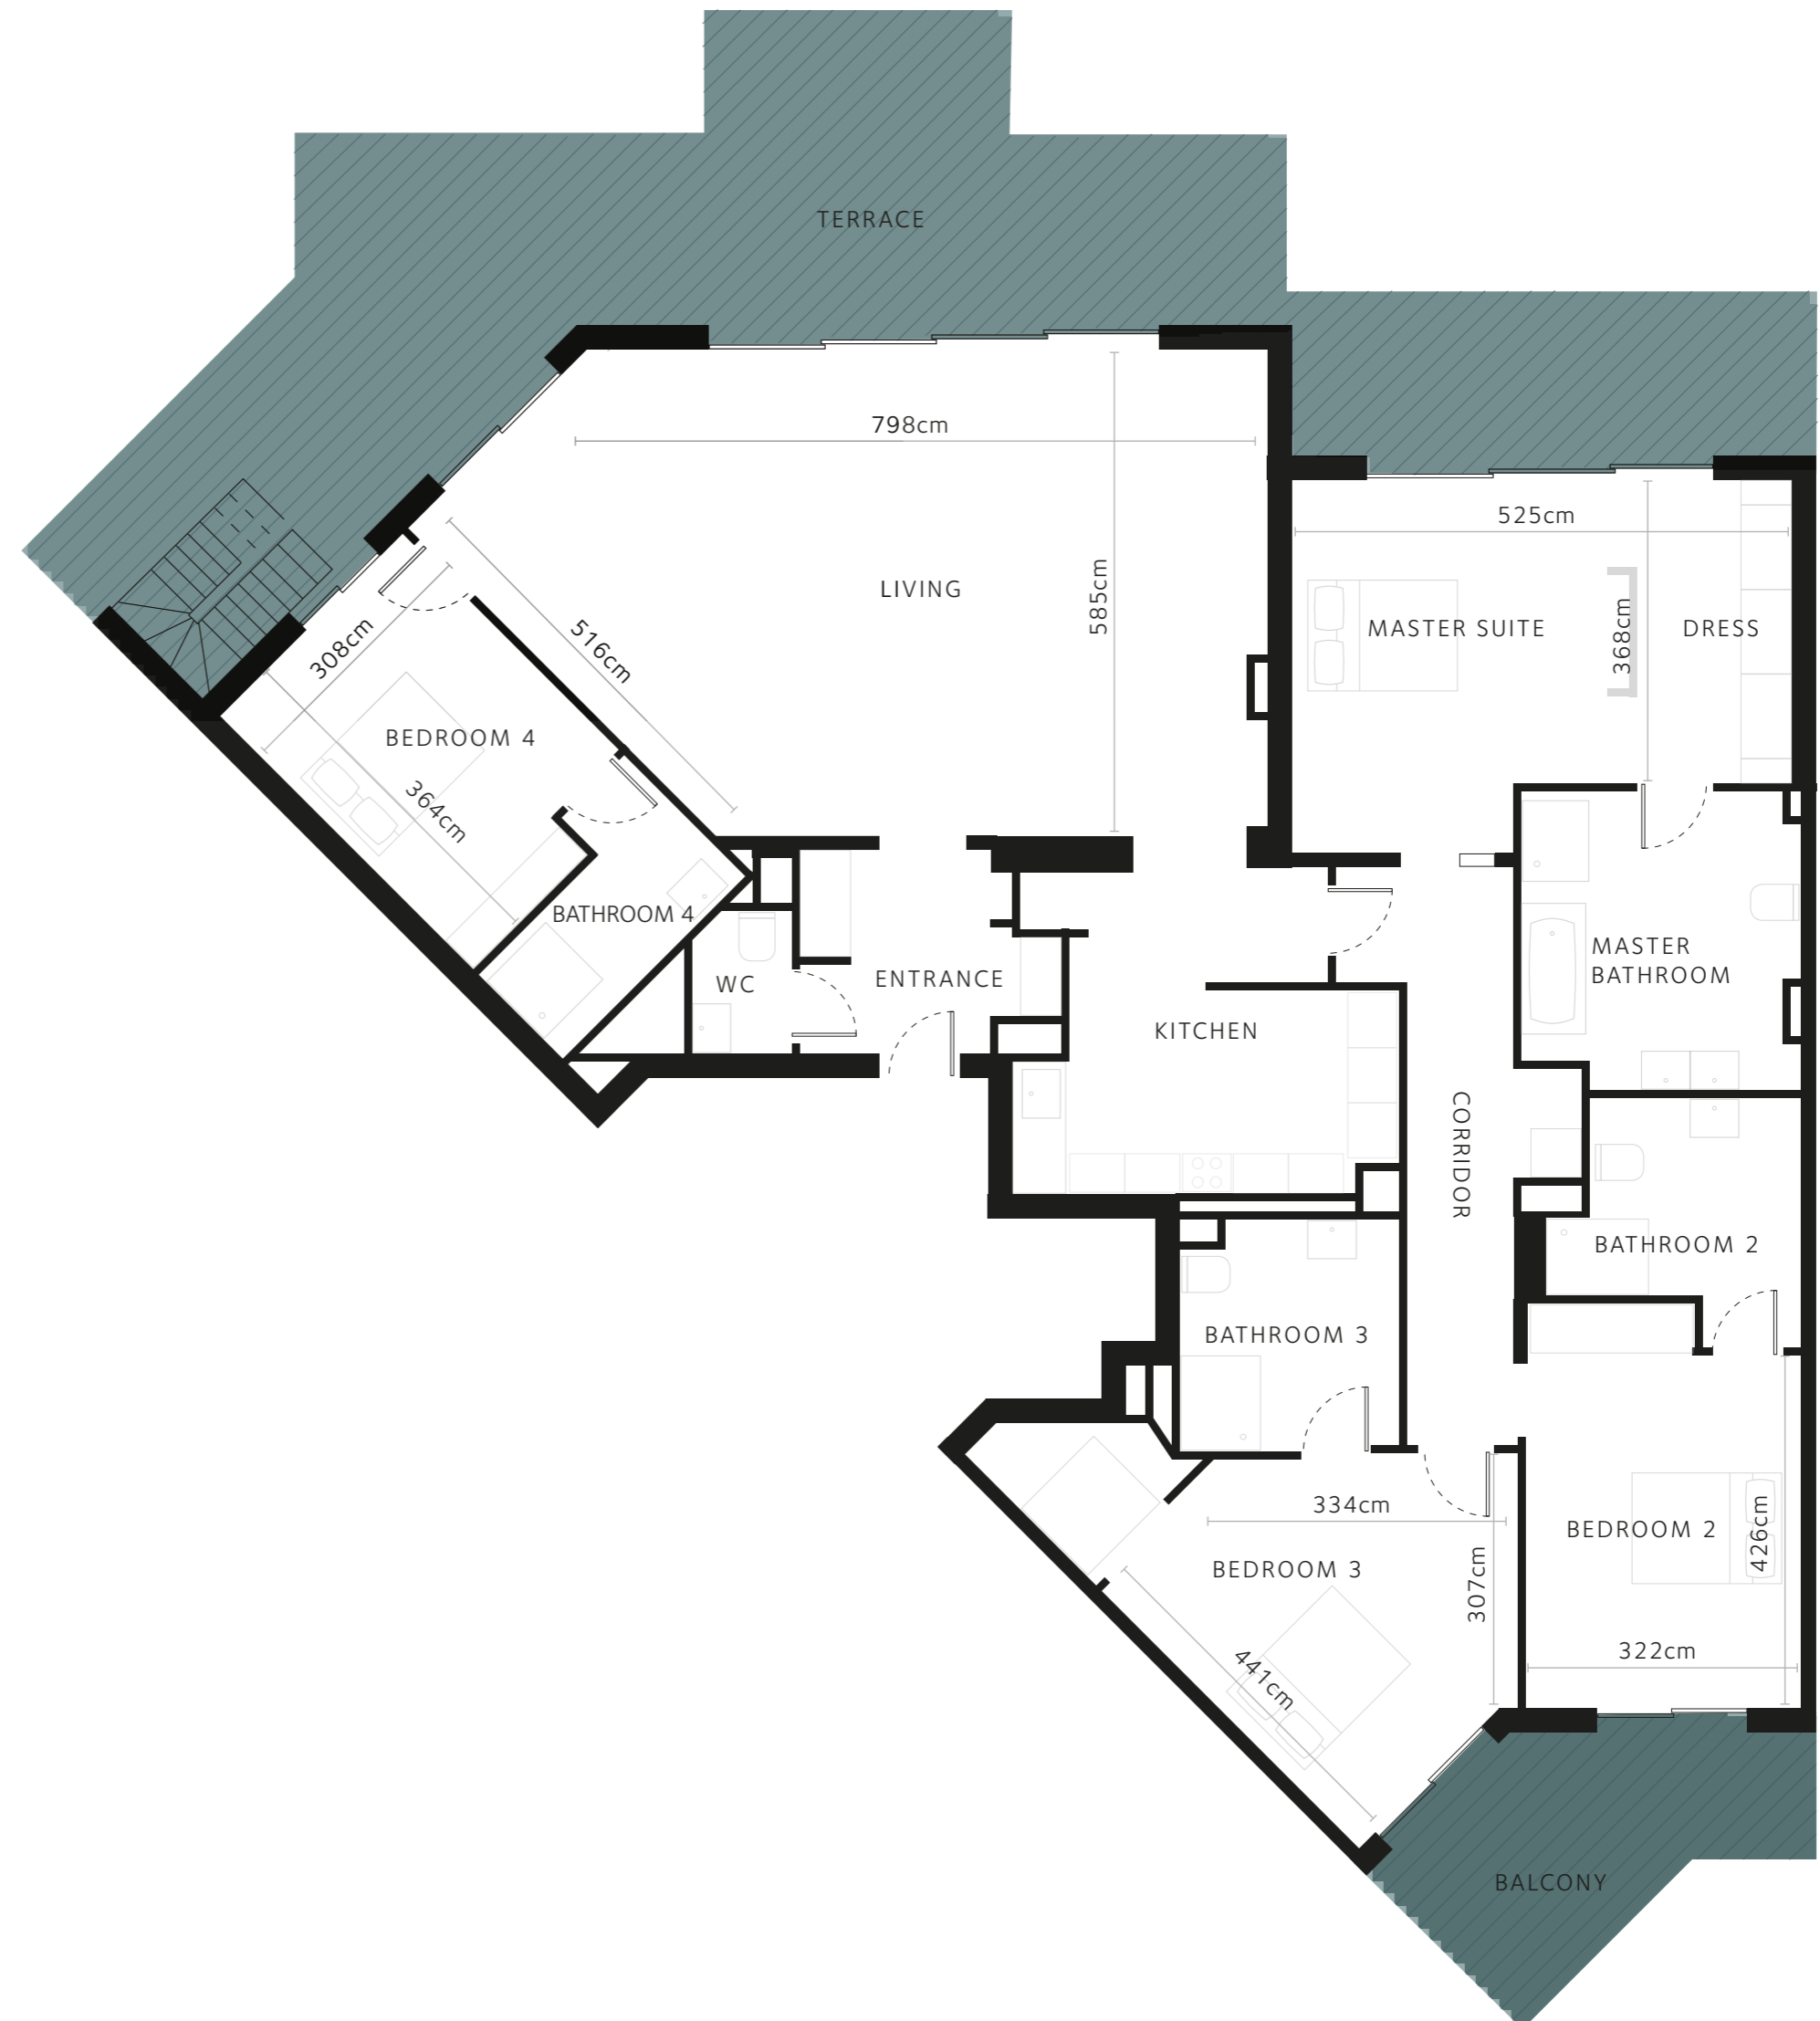 TERRACE
798cm
525cm
LIVING
585cm
MASTER SUITE
368cm
DRESS
308cm
516cm
BEDROOM 4
364cm
BATHROOM 4
WC
ENTRANCE
MASTER
BATHROOM
KITCHEN
CORRIDOR
BATHROOM 2
BATHROOM 3
334cm
BEDROOM 2
426cm
BEDROOM 3
307cm
441cm
322cm
BALCONY